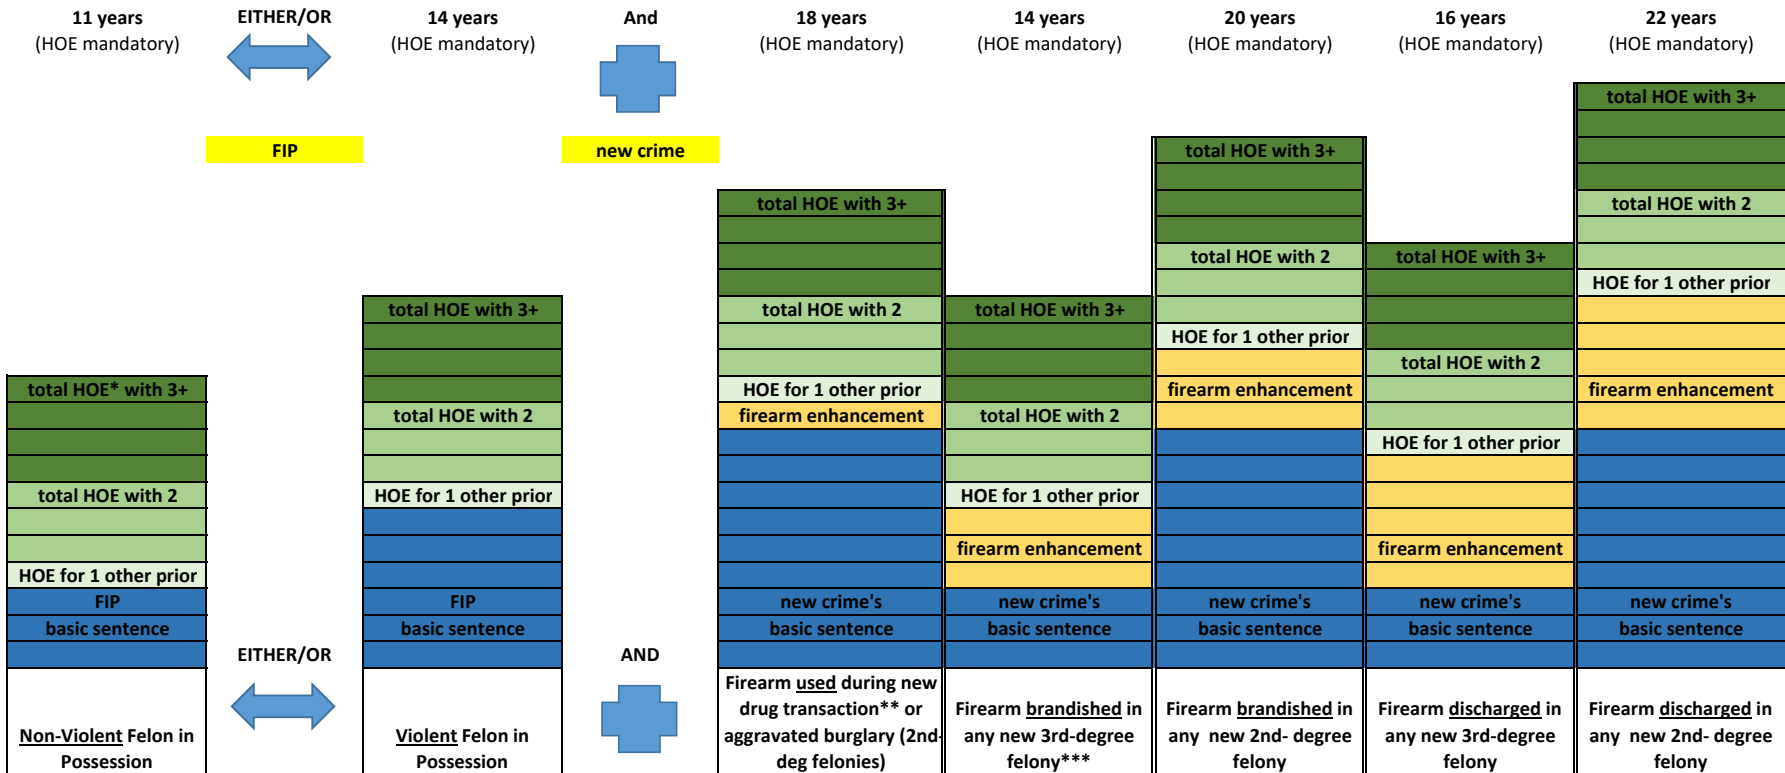 11 years
(HOE mandatory)
EITHER/OR
14 years
(HOE mandatory)
And
18 years
(HOE mandatory)
14 years
(HOE mandatory)
20 years
(HOE mandatory)
16 years
(HOE mandatory)
22 years
(HOE mandatory)
FIP
new crime
total HOE* with 3+
total HOE with 2
HOE for 1 other prior
FIP
basic sentence
Non-Violent Felon in
Possession
EITHER/OR
total HOE with 3+
total HOE with 2
HOE for 1 other prior
FIP
basic sentence
Violent Felon in
Possession
AND
total HOE with 3+
total HOE with 2
HOE for 1 other prior
firearm enhancement
new crime's
basic sentence
Firearm used during new
drug transaction** or
aggravated burglary (2nd-
deg felonies)
total HOE with 3+
total HOE with 2
HOE for 1 other prior
firearm enhancement
new crime's
basic sentence
Firearm brandished in
any new 3rd-degree
felony***
total HOE with 3+
total HOE with 2
HOE for 1 other prior
firearm enhancement
new crime's
basic sentence
Firearm brandished in
any new 2nd- degree
felony
total HOE with 3+
total HOE with 2
HOE for 1 other prior
firearm enhancement
new crime's
basic sentence
Firearm discharged in
any new 3rd-degree
felony
total HOE with 3+
total HOE with 2
HOE for 1 other prior
firearm enhancement
new crime's
basic sentence
Firearm discharged in
any new 2nd- degree
felony